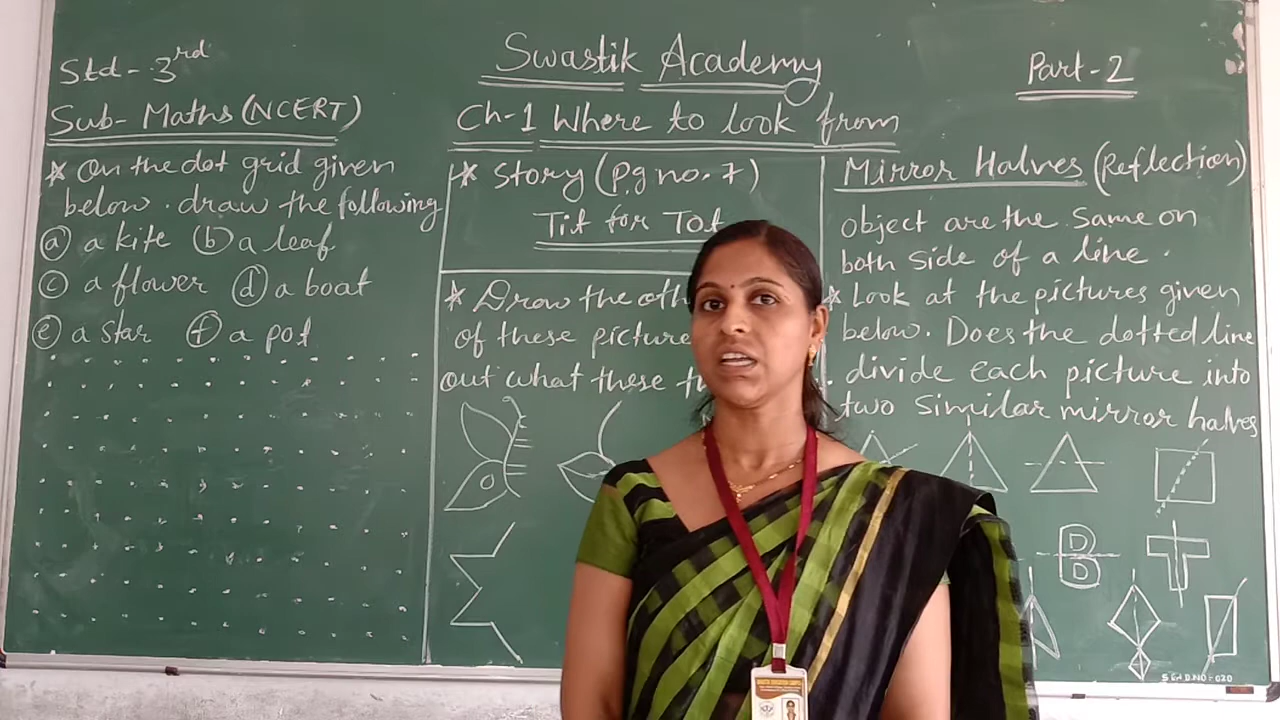 Std - 3rd
Swastik Academy
Part - 2
Sub- Maths (NCERT)
Ch-1 Where to look from
* On the dot grid given
below. draw the following
(a) a kite (b) a leaf
(c) a flower (d) a boat
(e) a star (f) a pot
* Story (Pg no. 7)
Tit for Tat
* Draw the oth
of these picture
out what these
Mirror Halves (Reflection)
object are the same on
both side of a line.
* Look at the pictures given
below. Does the dotted line
divide each picture into
two similar mirror halves
SGHD.NO-020